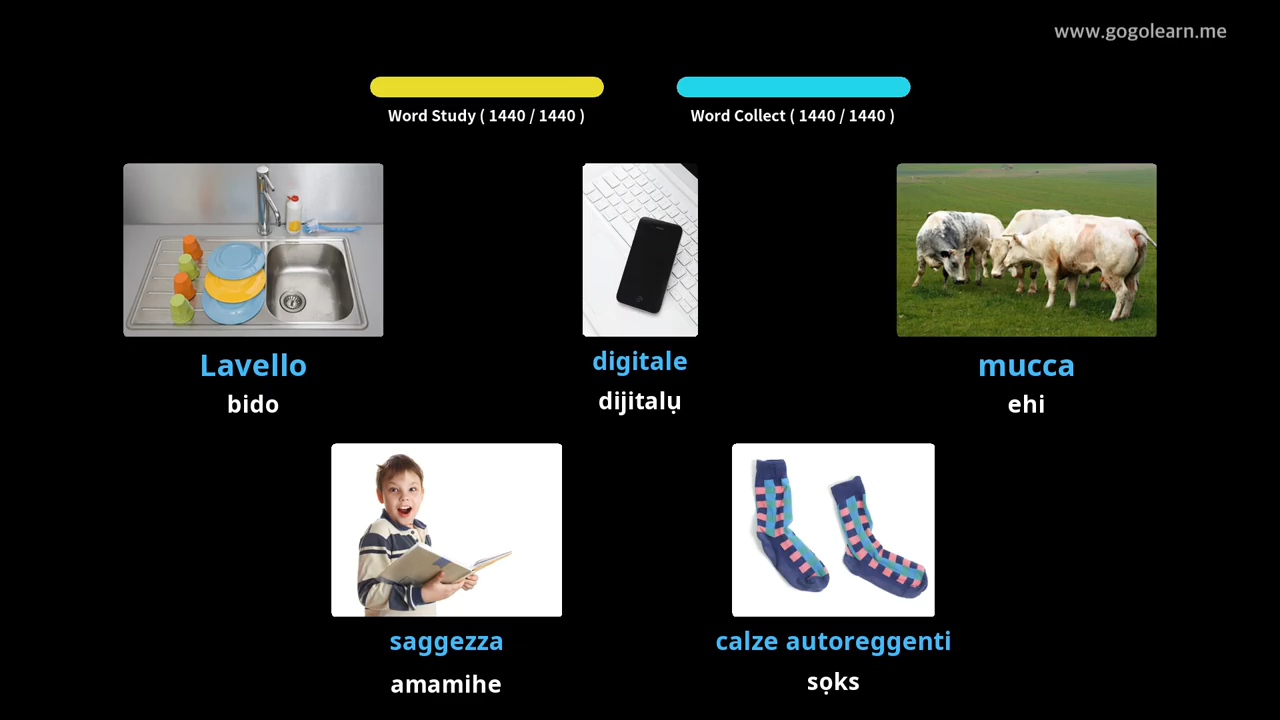 www.gogolearn.me
Word Study ( 1440 / 1440 )
Word Collect ( 1440 / 1440 )
Lavello
bido
digitale
dijitalụ
mucca
ehi
saggezza
amamihe
calze autoreggenti
sọks